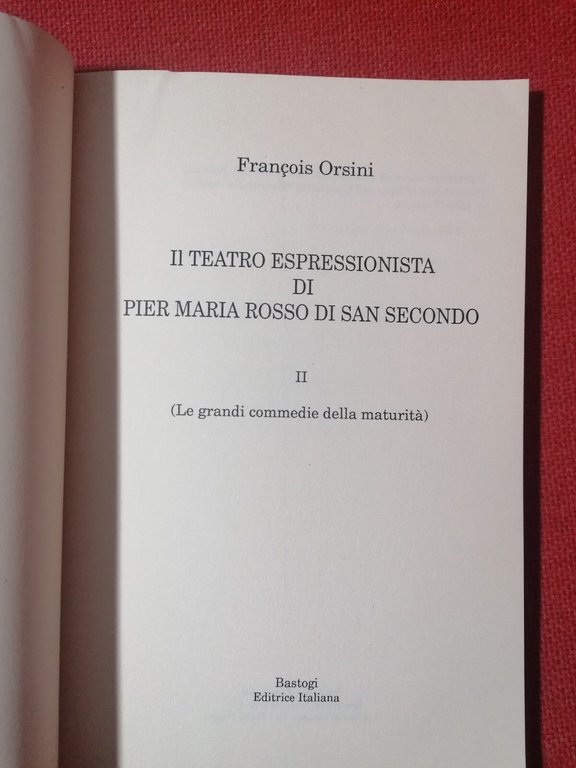 François Orsini
Il TEATRO ESPRESSIONISTA
DI
PIER MARIA ROSSO DI SAN SECONDO
II
(Le grandi commedie della maturità)
Bastogi
Editrice Italiana